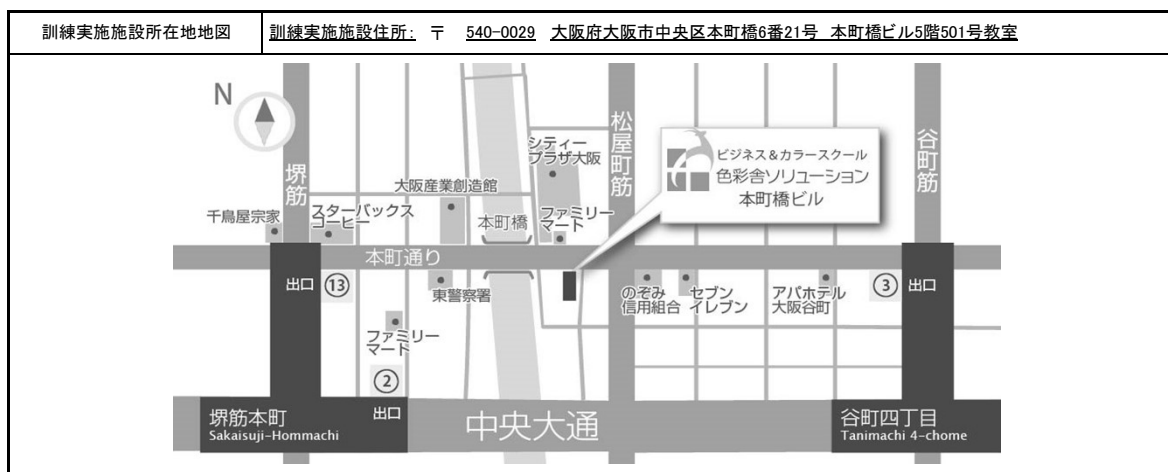 訓練実施施設所在地地図
訓練実施施設住所: 〒 540-0029 大阪府大阪市中央区本町橋6番21号 本町橋ビル5階501号教室
N
堺筋
松屋町筋
谷町筋
シティー
プラザ大阪
ビジネス&カラースクール
色彩舎ソリューション
本町橋ビル
大阪産業創造館
千鳥屋宗家
スターバックス
コーヒー
本町橋
ファミリー
マート
本町通り
出口
⑬
東警察署
のぞみ
信用組合
セブン
イレブン
アパホテル
大阪谷町
③
出口
ファミリー
マート
②
出口
堺筋本町
Sakaisuji-Hommachi
中央大通
谷町四丁目
Tanimachi 4-chome